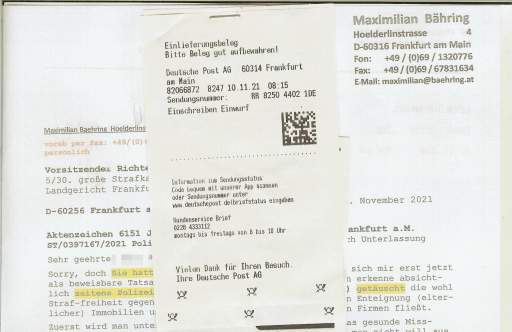 Maximilian Bähring
Hoelderlinstrasse 4
D-60316 Frankfurt am Main
Fon: +49 / (0)69 / 1320776
Fax: +49 / (0)69 / 67831634
E-Mail: maximilian@baehring.at
Einlieferungsbeleg
Bitte Beleg gut aufbewahren!
Deutsche Post AG 60314 Frankfurt
am Main
82066872 8247 10.11.21 08:15
Sendungsnummer: RR 8250 4402 1DE
Einschreiben Einwurf
Information zum Sendungsstatus
Code bequem mit unserer App scannen
oder Sendungsnummer unter
www.deutschepost.de/briefstatus eingeben
Kundenservice Brief
0228 4333112
montags bis freitags von 8 bis 18 Uhr
Vielen Dank für Ihren Besuch.
Ihre Deutsche Post AG
Maximilian Baehring Hoelderlins
vorab per Fax: +49/(0)
persönlich
Vorsitzender Richte
5/30. große Strafka
Landgericht Frankfu
D-60256 Frankfurt a
. November 2021
Aktenzeichen 6151 J
ankfurt a.M.
ST/0397167/2021 Poli
ch Unterlassung
Sehr geehrte
Sorry, doch Sie hatt
sich mir erst jetzt
als beweisbare Tatsa
n erkenne absicht-
lich seitens Polizei
) getäuscht die wohl
Straf-freiheit gegen
n Enteignung (elter-
licher) Immobilien u
en Firmen fließt.
Zuerst wird man unte
as gesunde Miss-